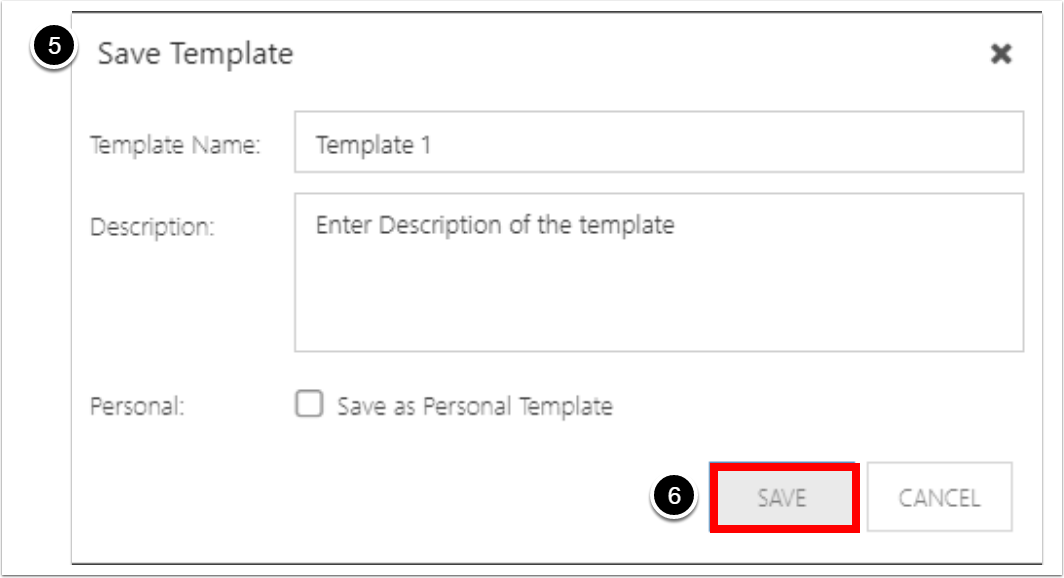 5
Save Template
Template Name: Template 1
Description: Enter Description of the template
Personal: Save as Personal Template
6 SAVE CANCEL